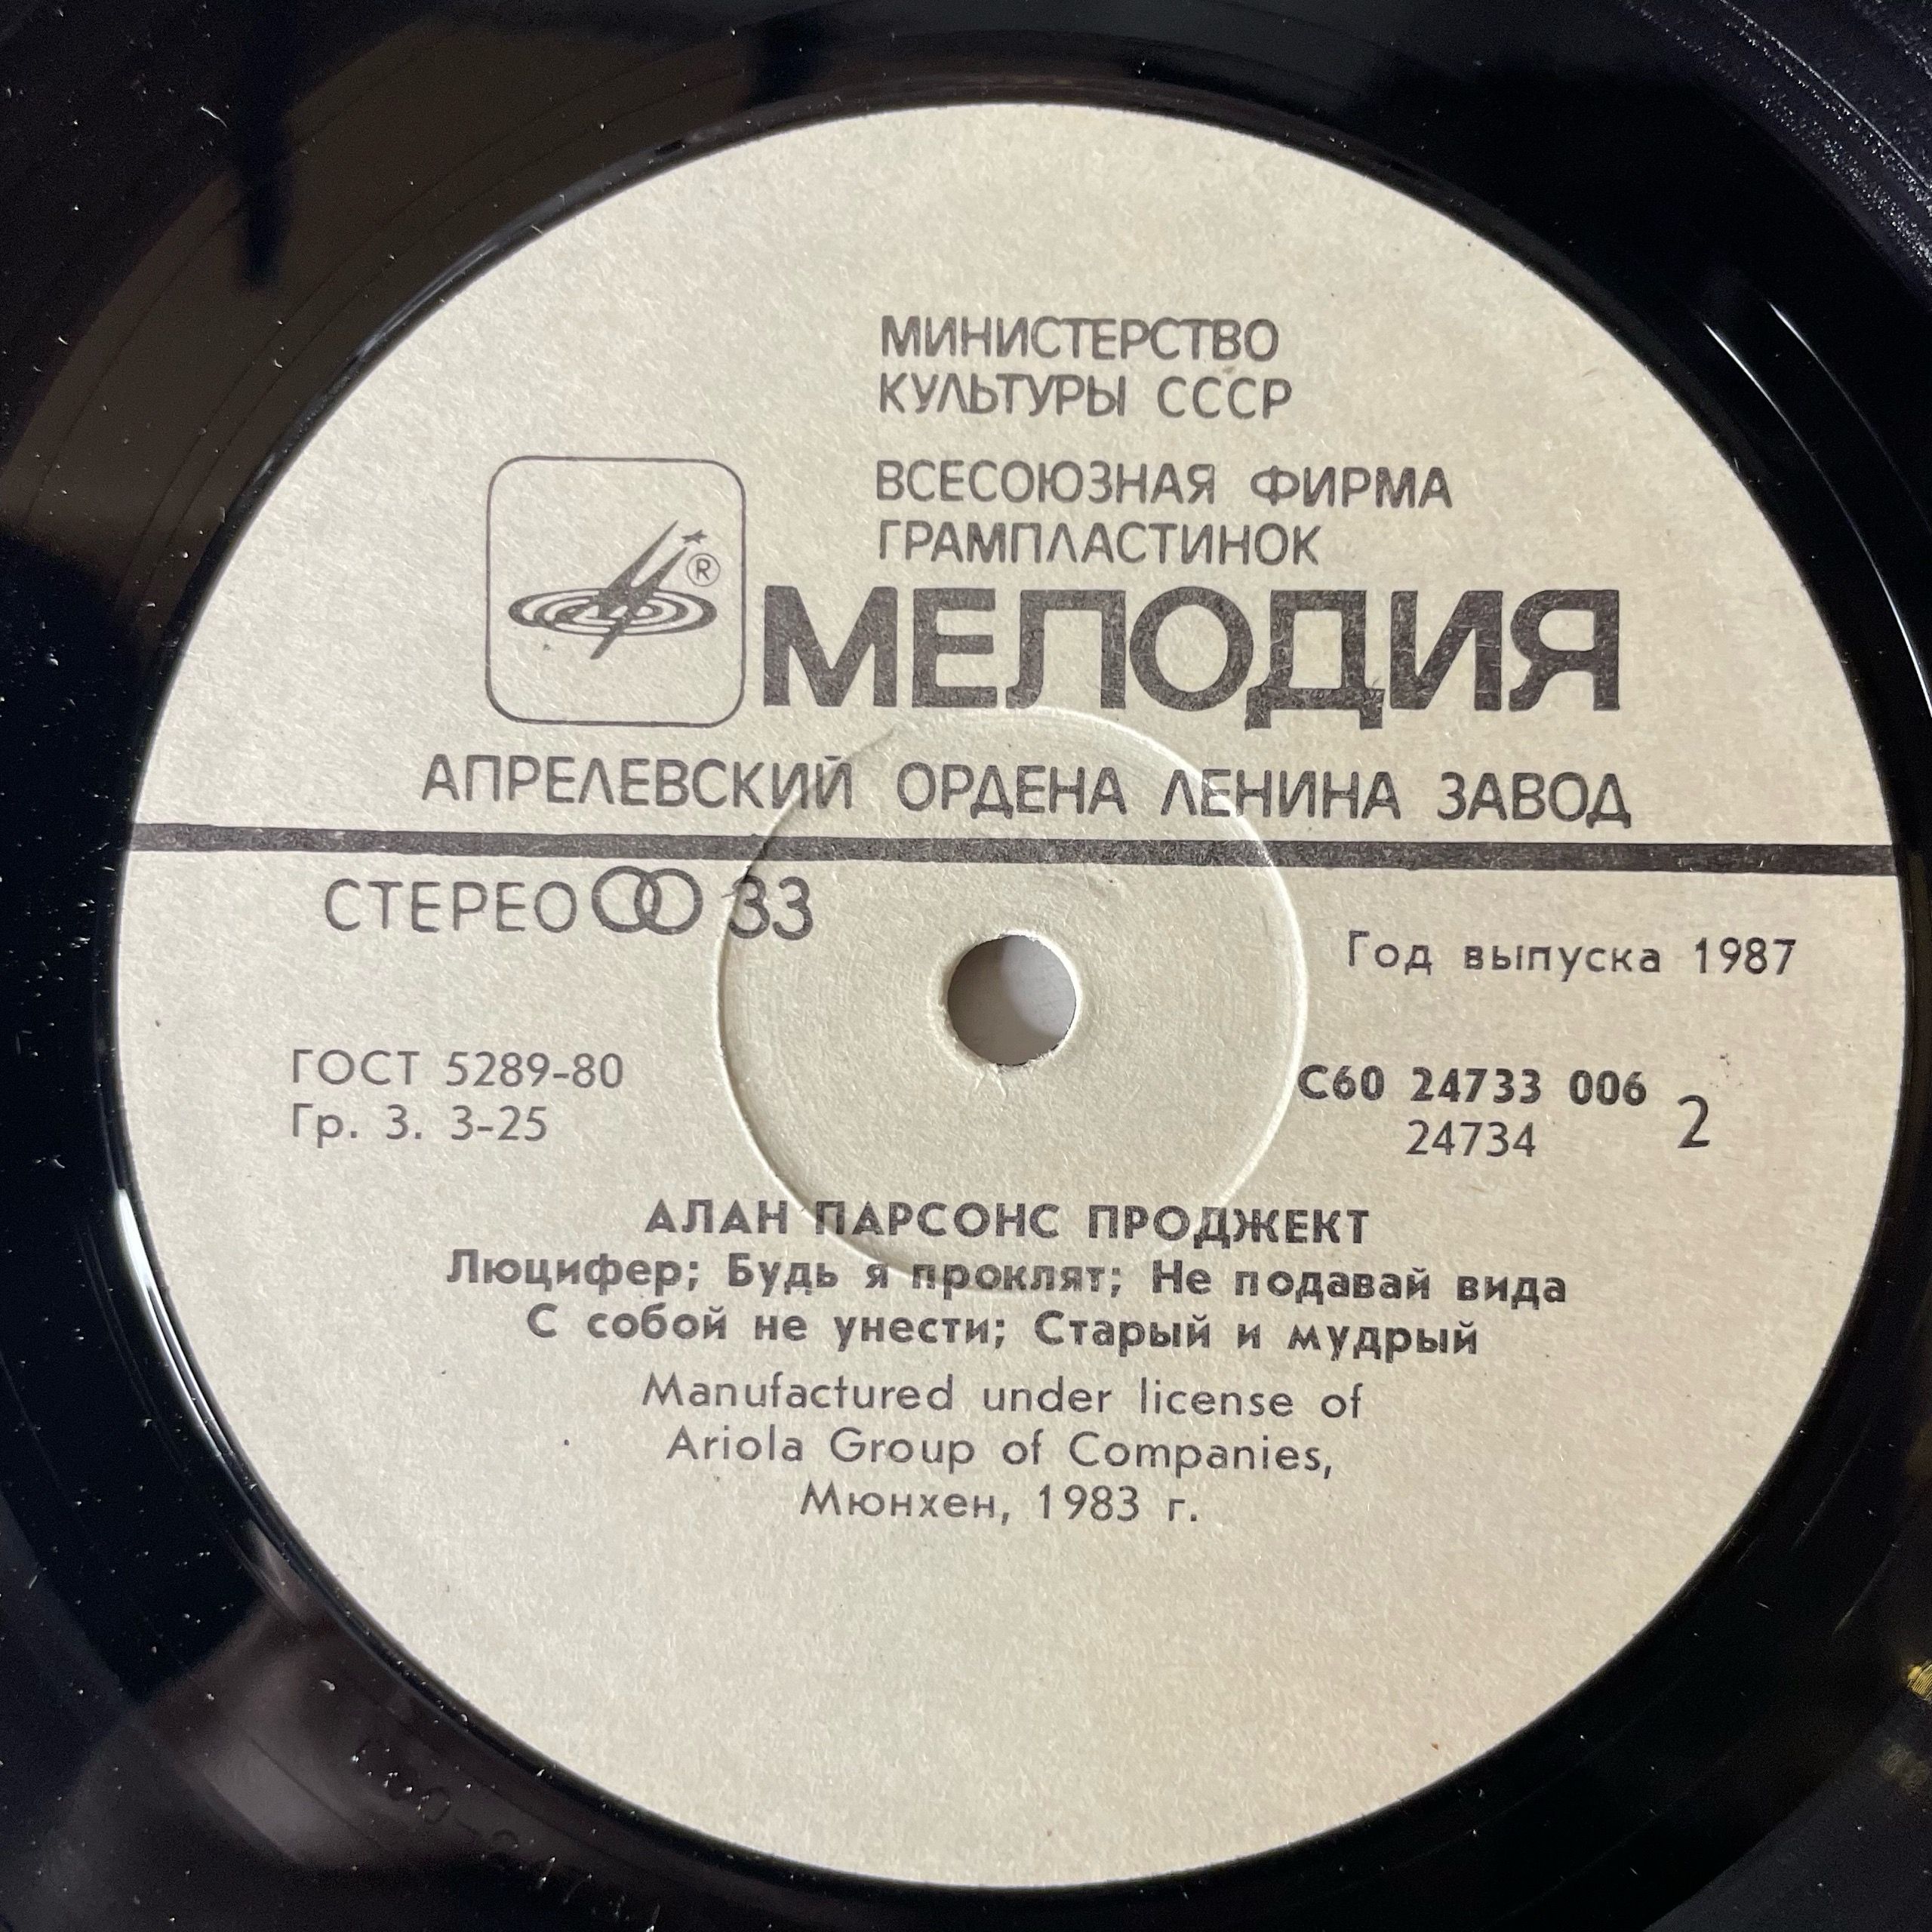 МИНИСТЕРСТВО
КУЛЬТУРЫ СССР
ВСЕСОЮЗНАЯ ФИРМА
ГРАМПЛАСТИНОК
®
МЕЛОДИЯ
АПРЕЛЕВСКИЙ ОРДЕНА ЛЕНИНА ЗАВОД
СТЕРЕО 33
Год выпуска 1987
ГОСТ 5289-80
Гр. 3. 3-25
С60 24733 006
24734
2
АЛАН ПАРСОНС ПРОДЖЕКТ
Люцифер; Будь я проклят; Не подавай вида
С собой не унести; Старый и мудрый
Manufactured under license of
Ariola Group of Companies,
Мюнхен, 1983 г.